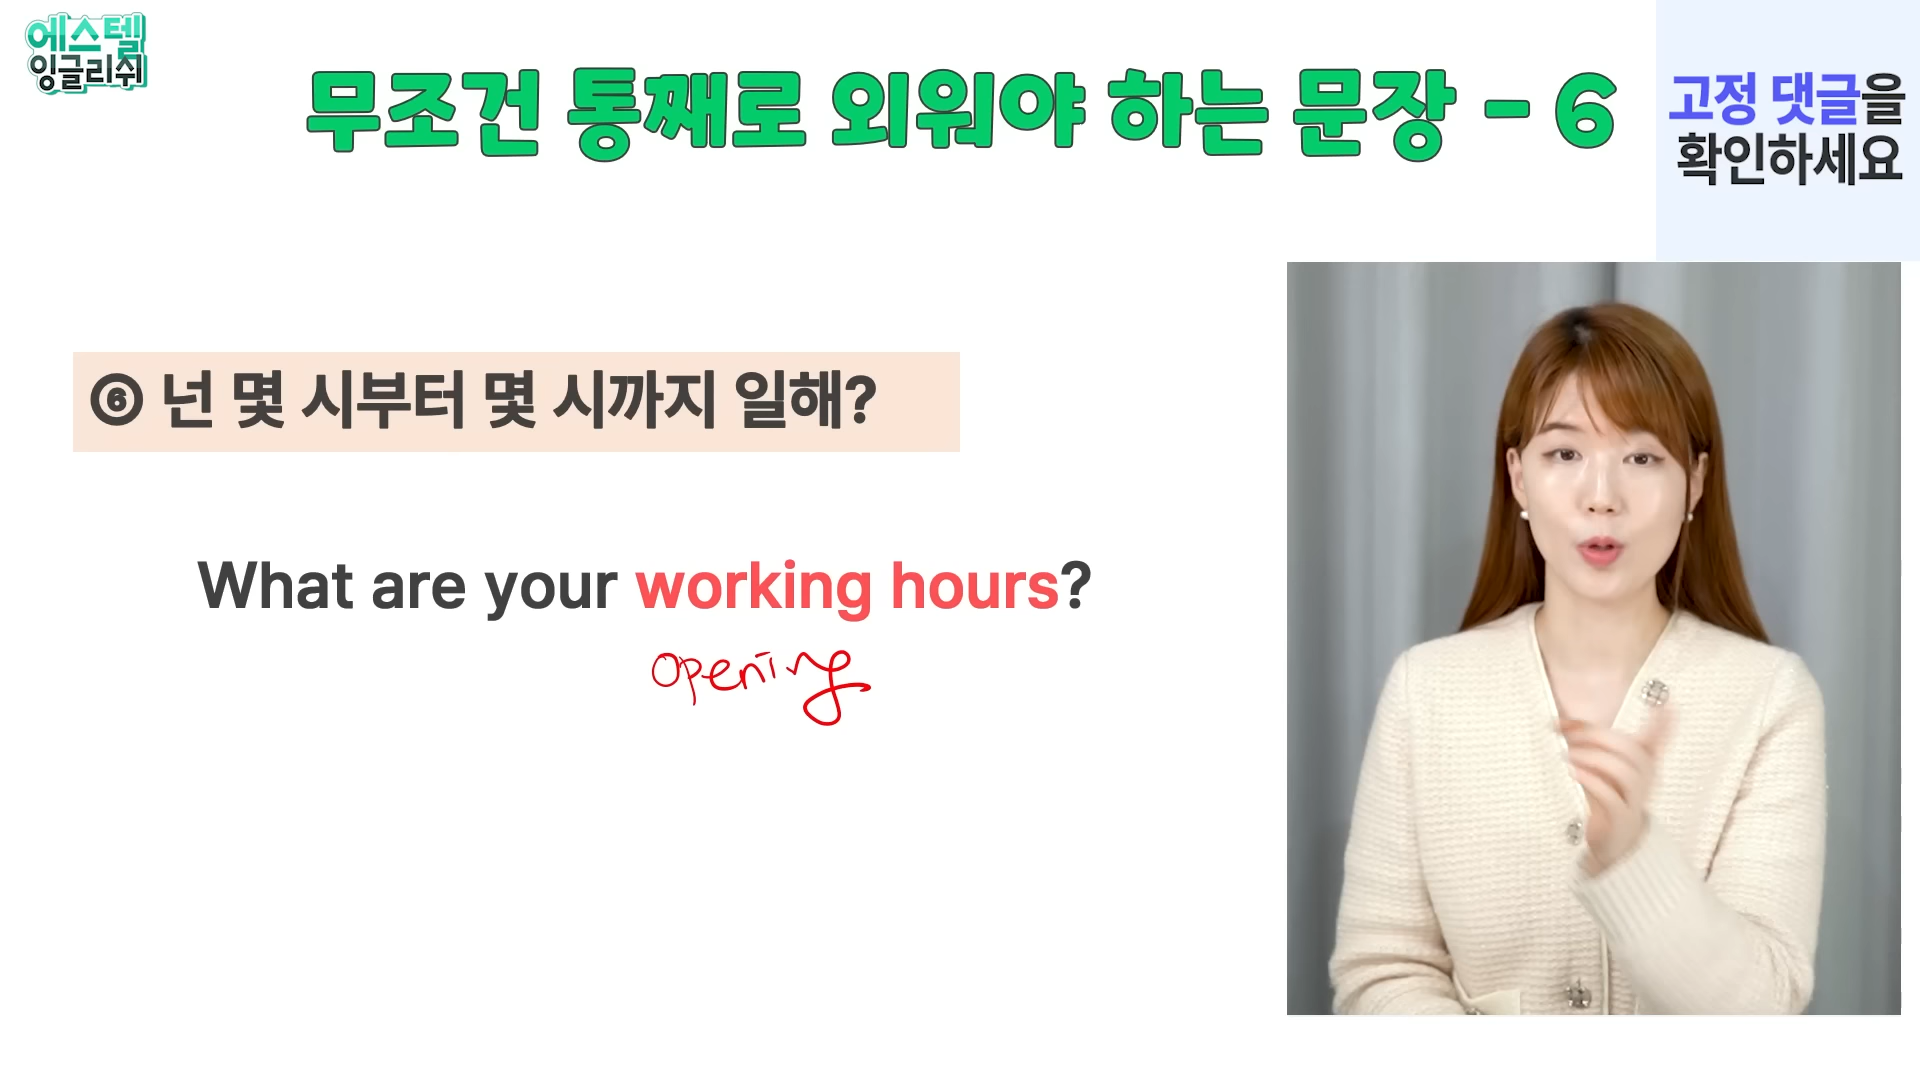 에스텔
잉글리쉬
무조건 통째로 외워야 하는 문장 - 6
고정 댓글을
확인하세요
⑥ 넌 몇 시부터 몇 시까지 일해?
What are your working hours?
opening